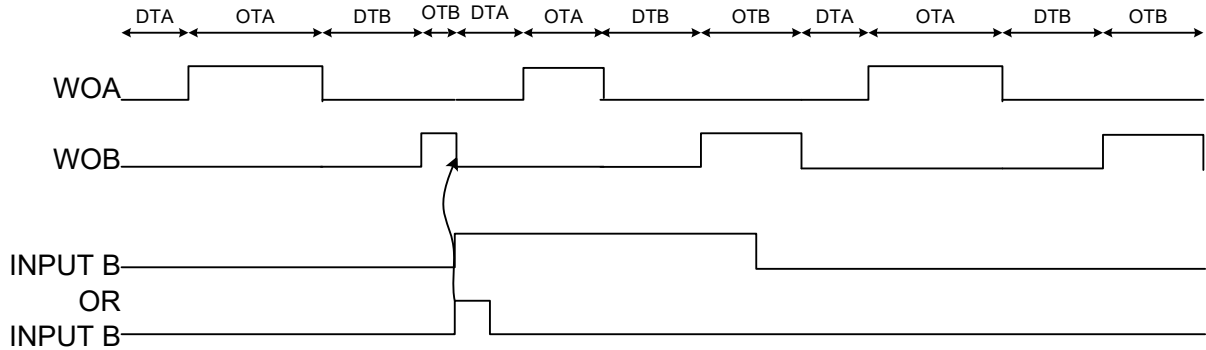 DTA OTA DTB OTB DTA OTA DTB OTB DTA OTA DTB OTB
WOA
WOB
INPUT B
OR
INPUT B